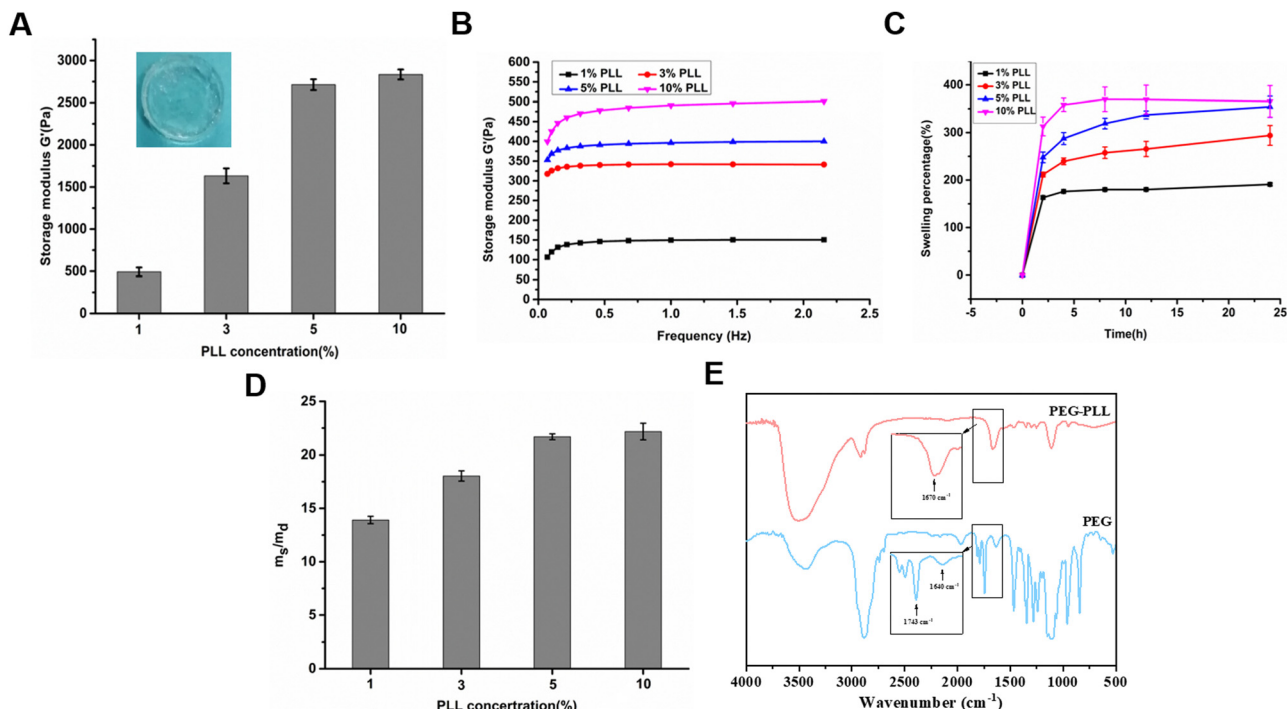 A
Storage modulus G'(Pa)
3000
2500
2000
1500
1000
500
0
1 3 5 10
PLL concentration(%)
B
Storage modulus G'(Pa)
600
550
500
450
400
350
300
250
200
150
100
50
0
1% PLL 3% PLL
5% PLL 10% PLL
0.0 0.5 1.0 1.5 2.0 2.5
Frequency (Hz)
C
Swelling percentage(%)
400
300
200
100
0
1% PLL
3% PLL
5% PLL
10% PLL
-5 0 5 10 15 20 25
Time(h)
D
ms/md
25
20
15
10
5
0
1 3 5 10
PLL concertration(%)
E
PEG-PLL
1670 cm⁻¹
PEG
1640 cm⁻¹
1743 cm⁻¹
4000 3500 3000 2500 2000 1500 1000 500
Wavenumber (cm⁻¹)